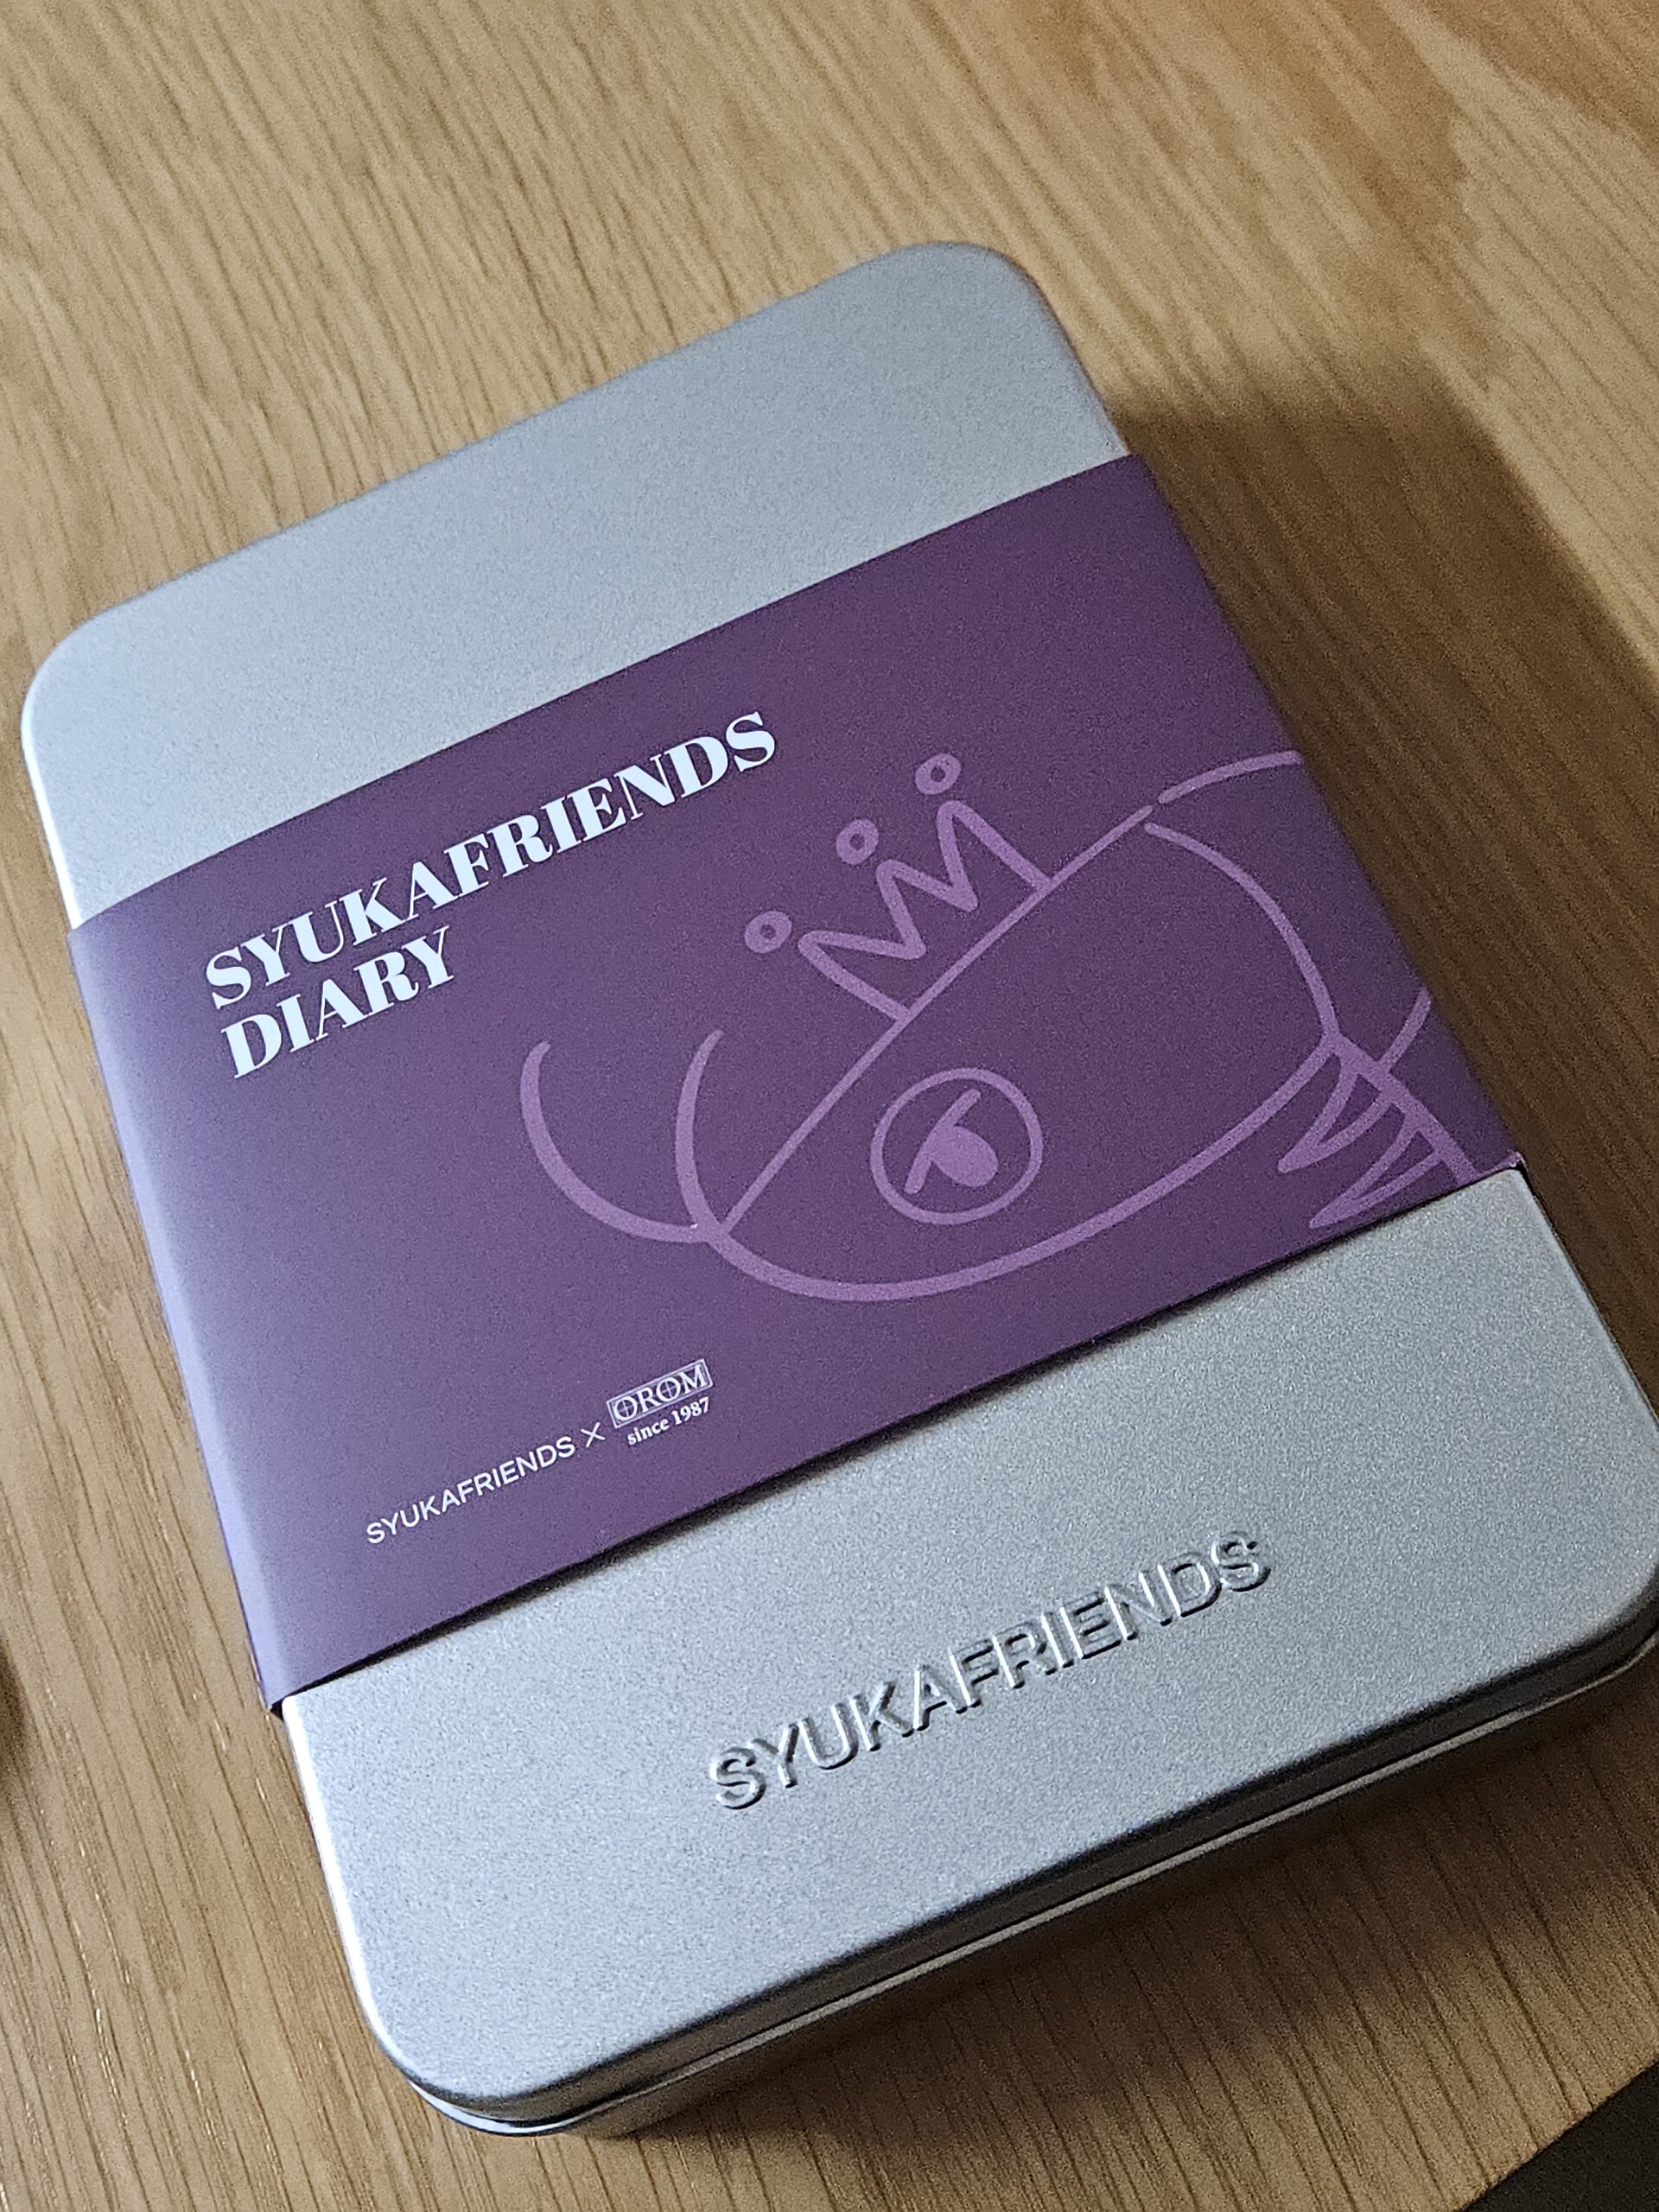 SYUKAFRIENDS
DIARY
SYUKAFRIENDS × OROM
since 1987
SYUKAFRIENDS